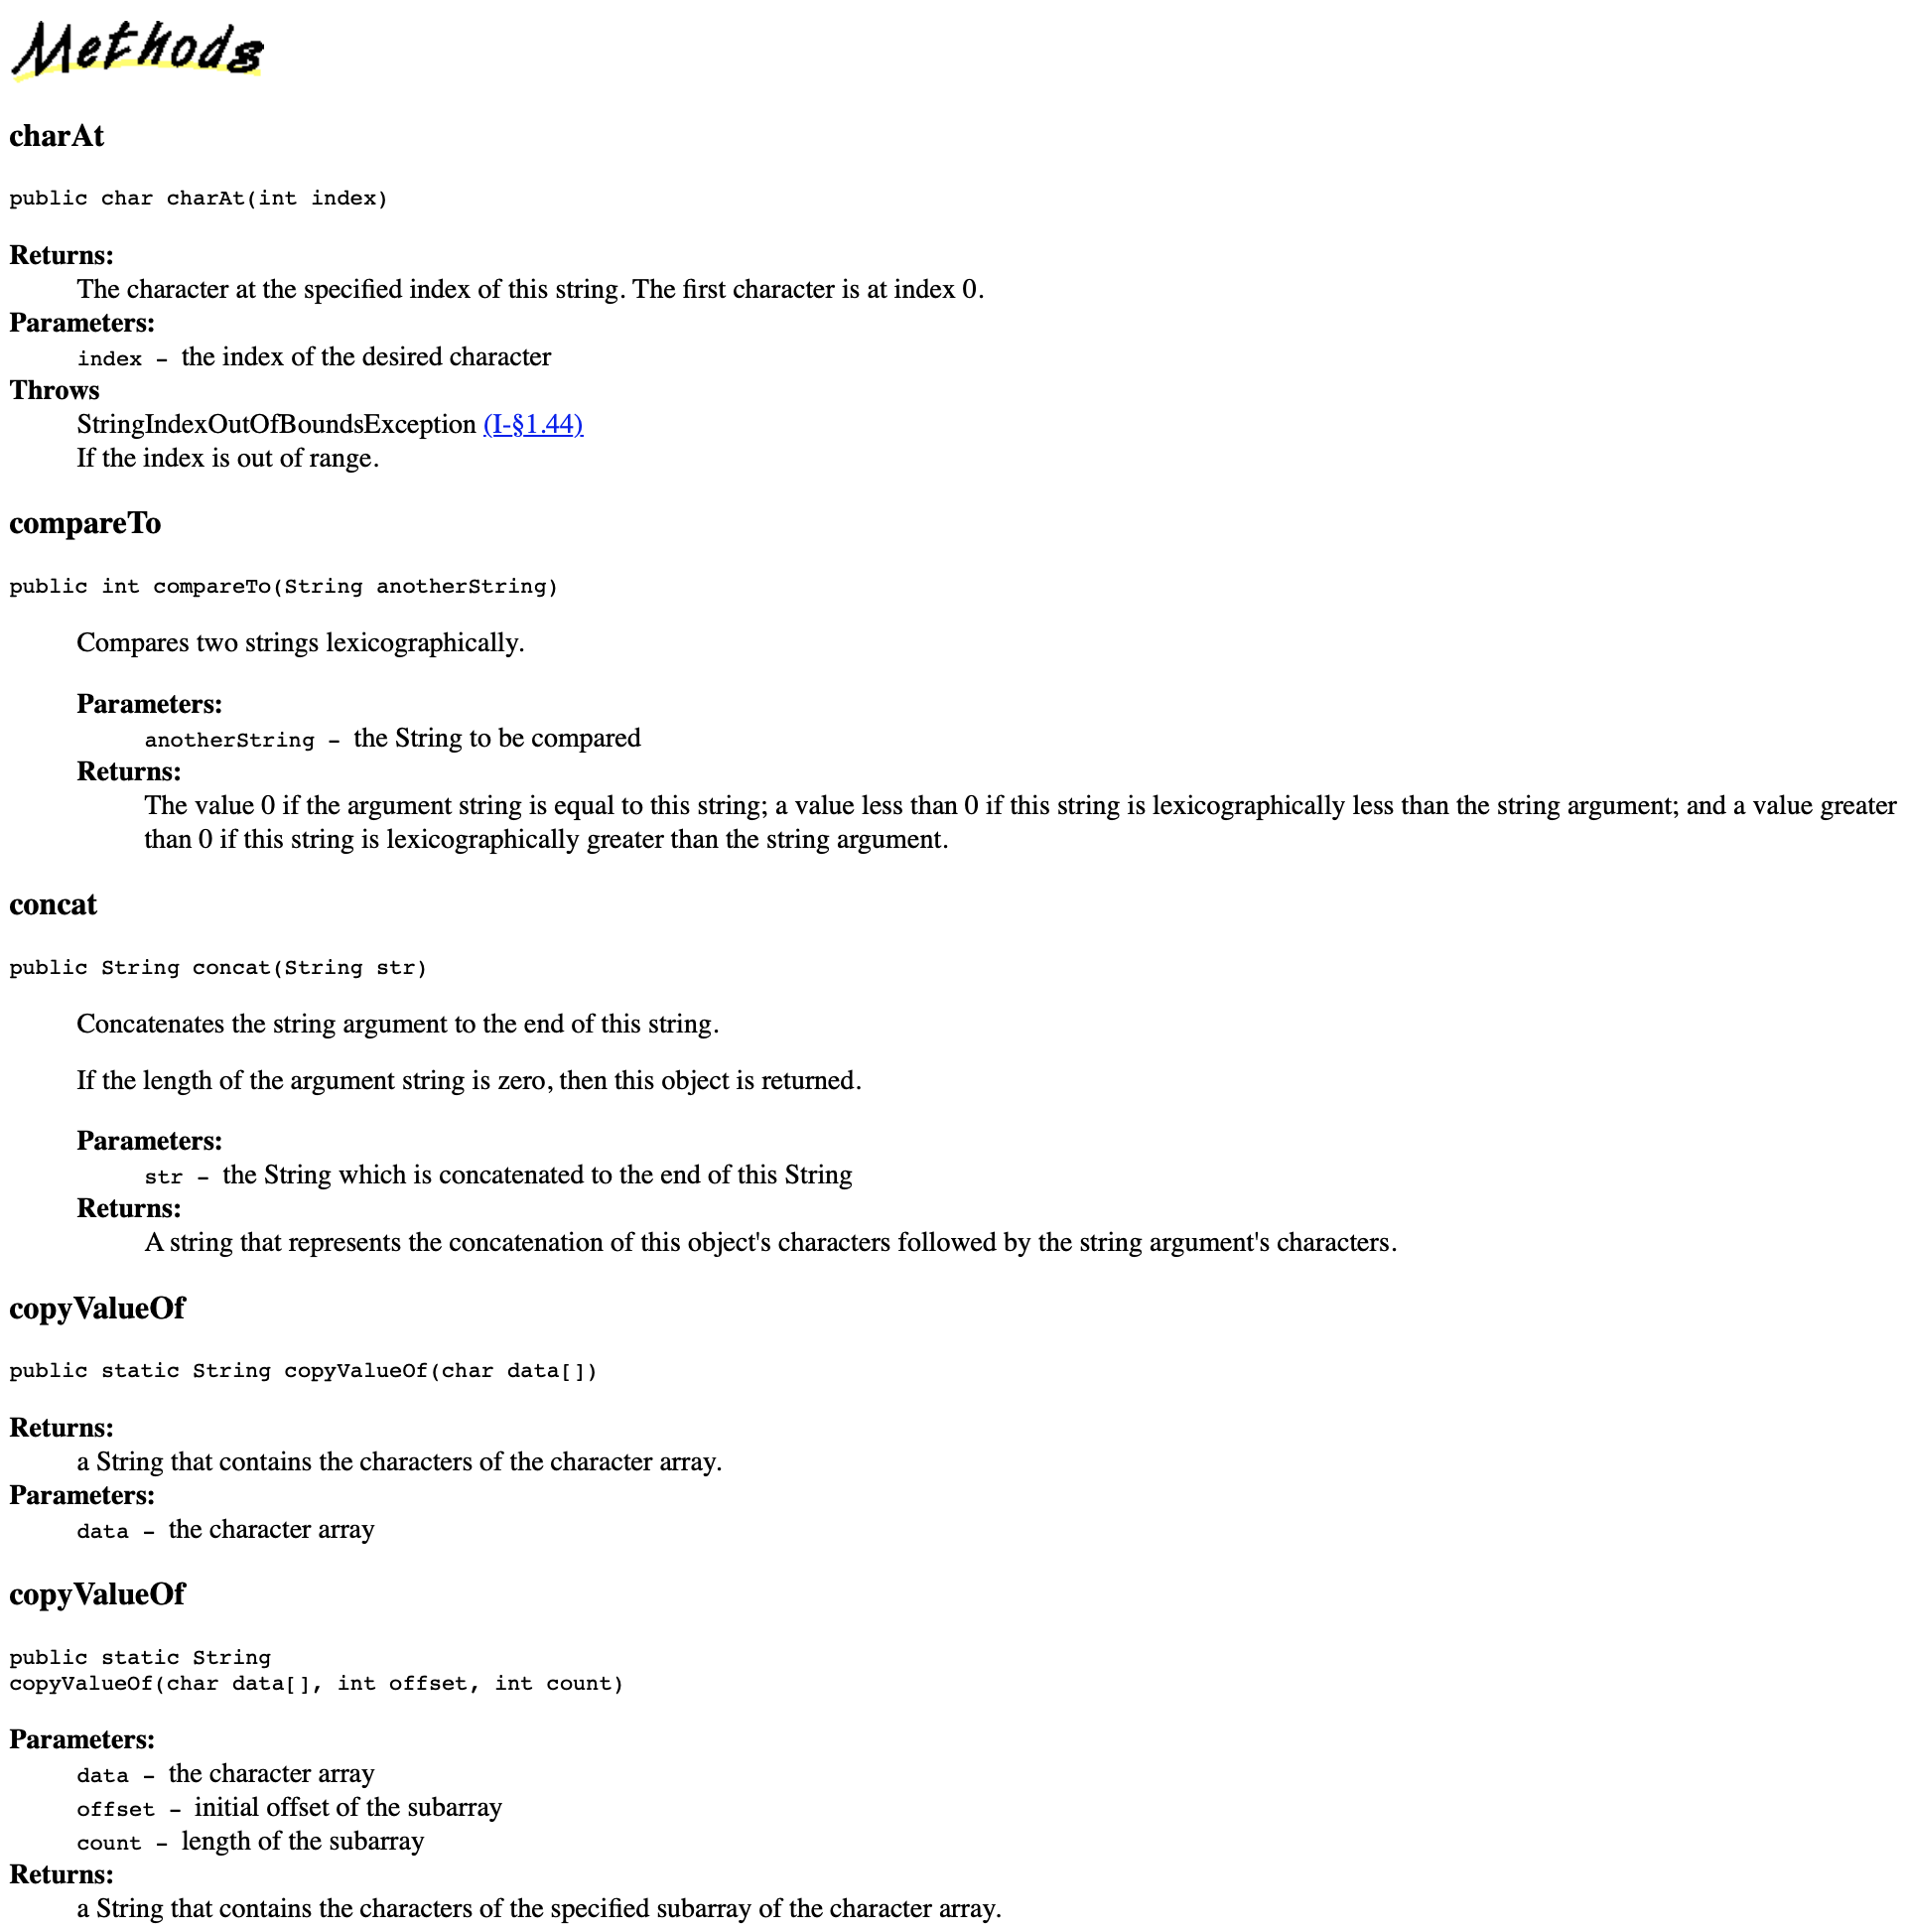 Methods
charAt
public char charAt(int index)
Returns:
The character at the specified index of this string. The first character is at index 0.
Parameters:
index – the index of the desired character
Throws
StringIndexOutOfBoundsException (I-§1.44)
If the index is out of range.
compareTo
public int compareTo(String anotherString)
Compares two strings lexicographically.
Parameters:
anotherString – the String to be compared
Returns:
The value 0 if the argument string is equal to this string; a value less than 0 if this string is lexicographically less than the string argument; and a value greater
than 0 if this string is lexicographically greater than the string argument.
concat
public String concat(String str)
Concatenates the string argument to the end of this string.
If the length of the argument string is zero, then this object is returned.
Parameters:
str – the String which is concatenated to the end of this String
Returns:
A string that represents the concatenation of this object's characters followed by the string argument's characters.
copyValueOf
public static String copyValueOf(char data[])
Returns:
a String that contains the characters of the character array.
Parameters:
data – the character array
copyValueOf
public static String
copyValueOf(char data[], int offset, int count)
Parameters:
data – the character array
offset – initial offset of the subarray
count – length of the subarray
Returns:
a String that contains the characters of the specified subarray of the character array.